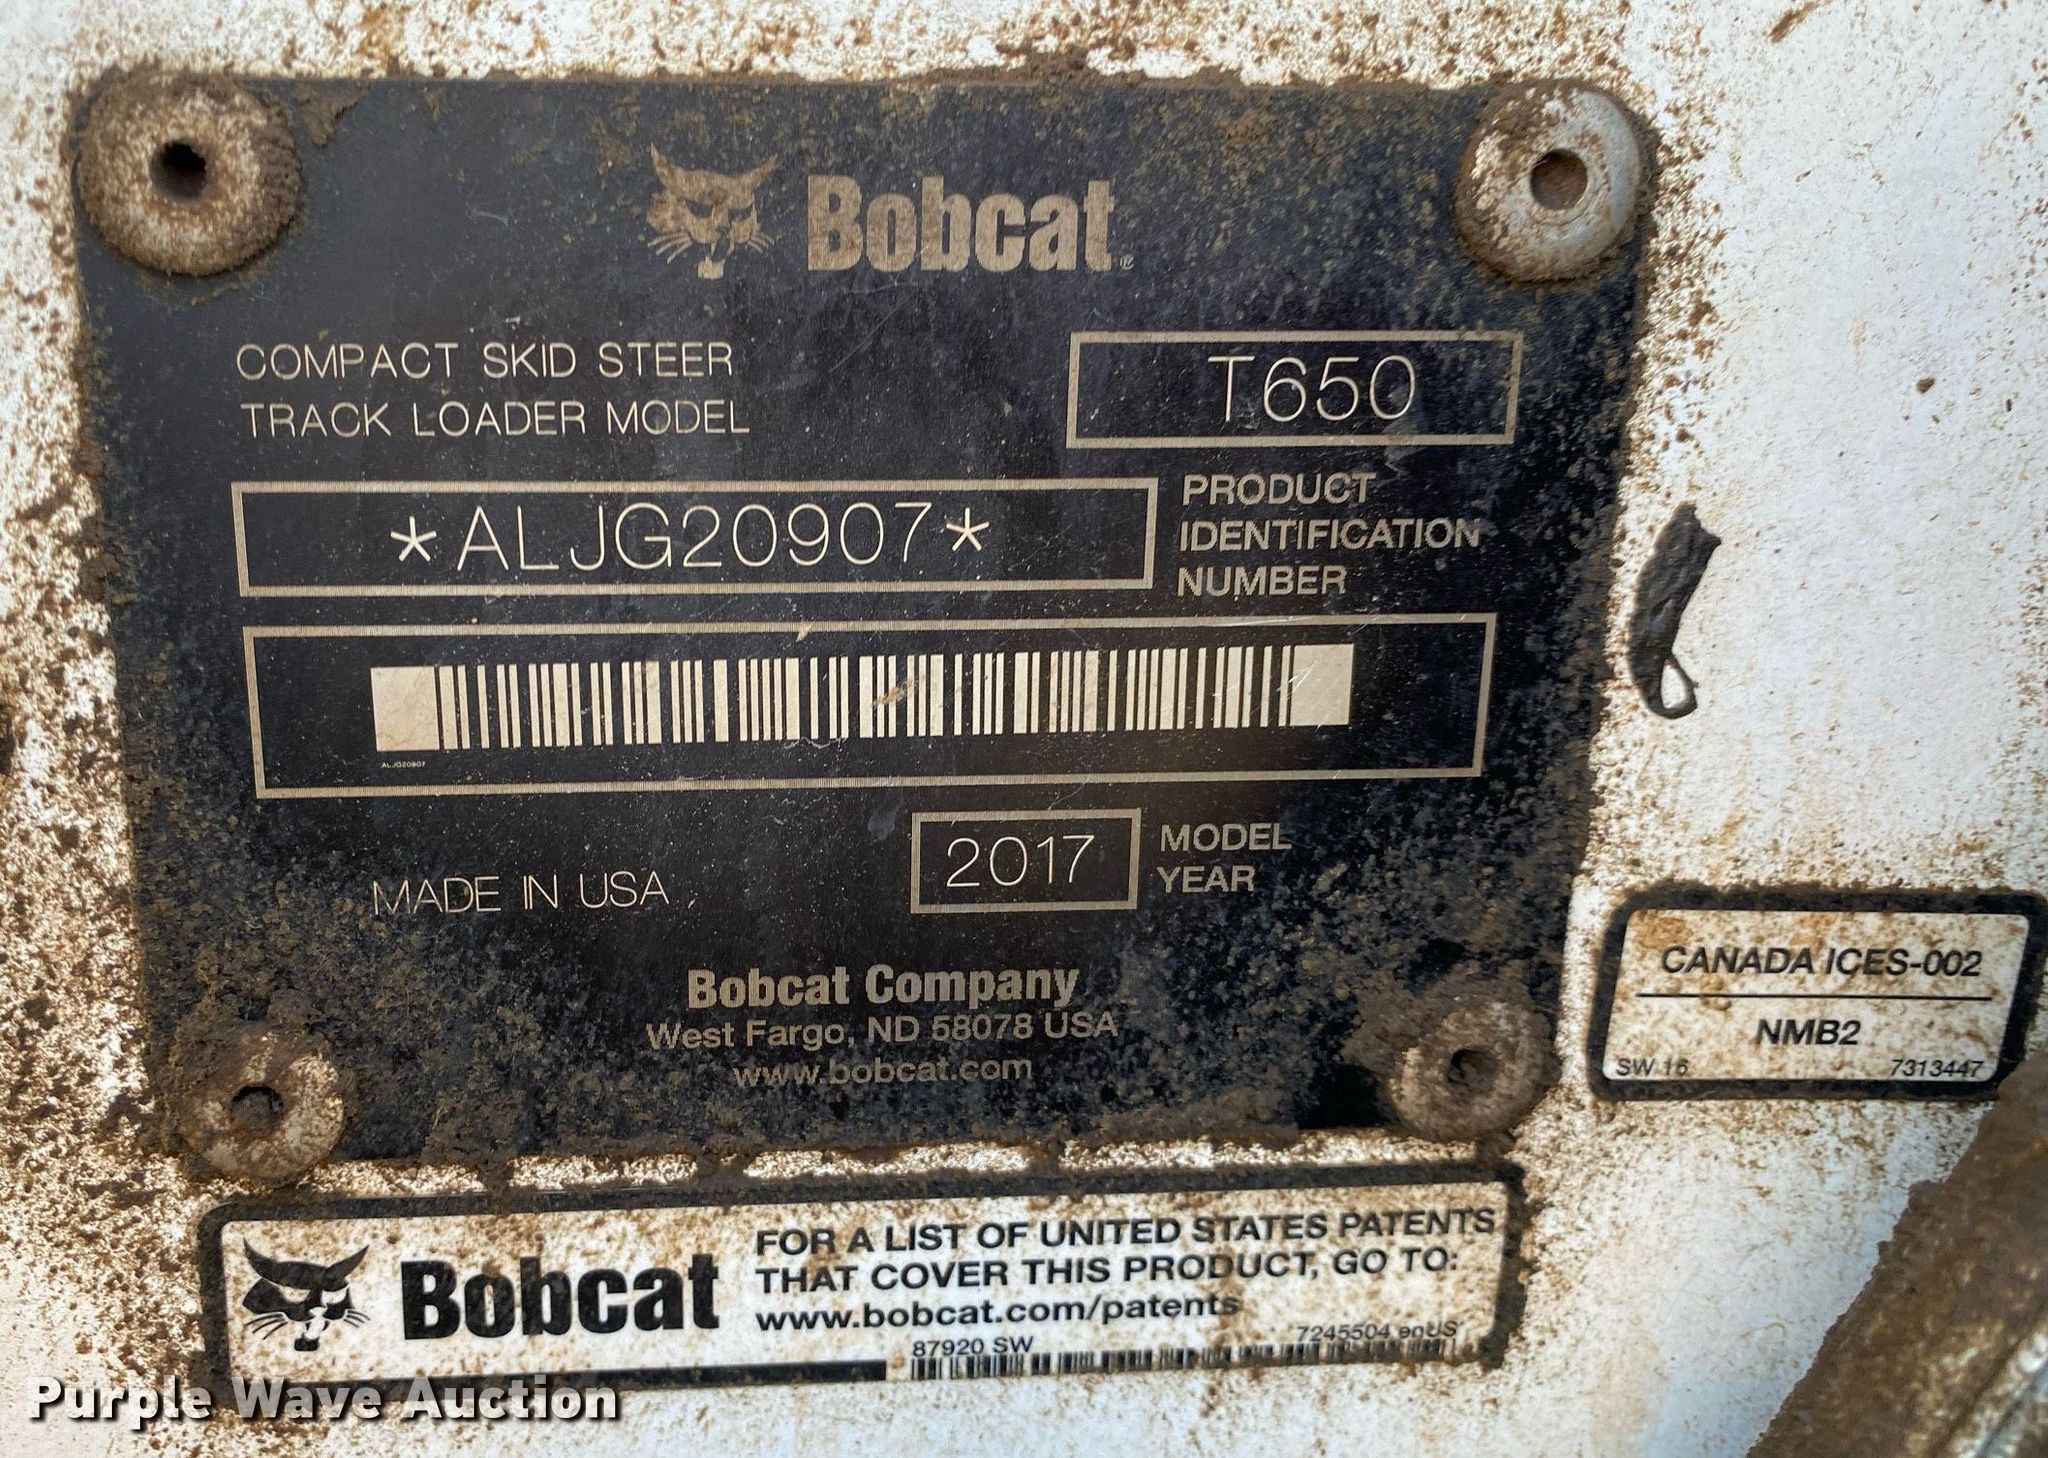 Bobcat®
COMPACT SKID STEER
TRACK LOADER MODEL
T650
*ALJG20907*
PRODUCT
IDENTIFICATION
NUMBER
ALJG20907
MADE IN USA
2017
MODEL
YEAR
Bobcat Company
West Fargo, ND 58078 USA
www.bobcat.com
CANADA ICES-002
NMB2
SW 16 7313447
Bobcat
FOR A LIST OF UNITED STATES PATENTS
THAT COVER THIS PRODUCT, GO TO:
www.bobcat.com/patents
87920 SW 7245504 enUS
Purple Wave Auction